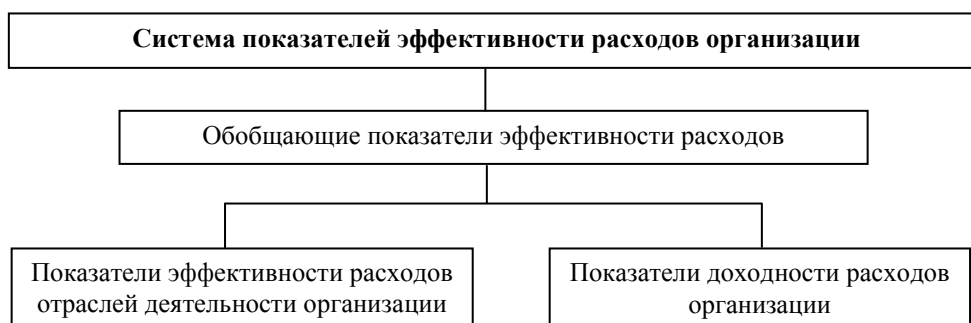 Система показателей эффективности расходов организации
Обобщающие показатели эффективности расходов
Показатели эффективности расходов
отраслей деятельности организации
Показатели доходности расходов
организации